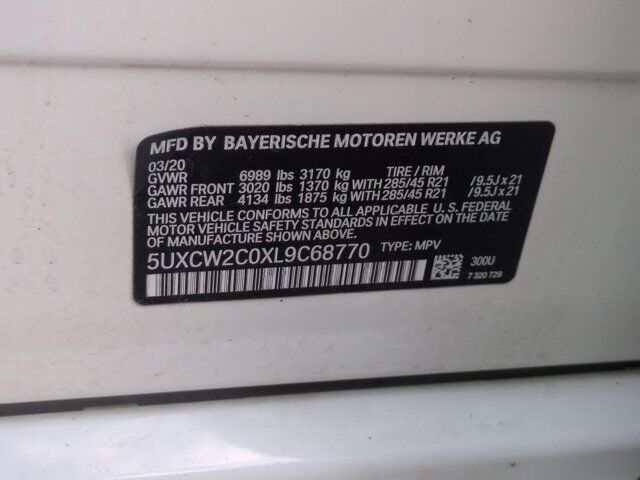 MFD BY BAYERISCHE MOTOREN WERKE AG
03/20
GVWR 6989 lbs 3170 kg TIRE / RIM
GAWR FRONT 3020 lbs 1370 kg WITH 285/45 R21 /9.5J x 21
GAWR REAR 4134 lbs 1875 kg WITH 285/45 R21 /9.5J x 21
THIS VEHICLE CONFORMS TO ALL APPLICABLE U. S. FEDERAL
MOTOR VEHICLE SAFETY STANDARDS IN EFFECT ON THE
DATE OF MANUFACTURE SHOWN ABOVE.
5UXCW2C0XL9C68770 TYPE: MPV
300U
7 320 729